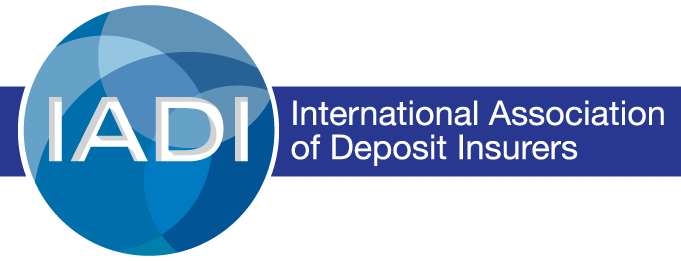 IADI
International Association
of Deposit Insurers